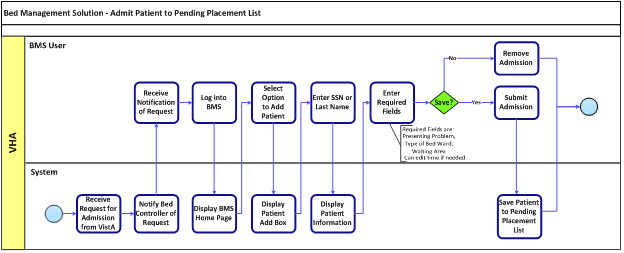 Bed Management Solution - Admit Patient to Pending Placement List
VHA
BMS User
Receive
Notification
of Request
Log into
BMS
Select
Option
to Add
Patient
Enter SSN or
Last Name
Enter
Required
Fields
Save?
No
Yes
Remove
Admission
Submit
Admission
Required Fields are:
Presenting Problem,
Type of Bed Ward,
Waiting Area
Can edit time if needed
System
Receive
Request for
Admission
from VistA
Notify Bed
Controller of
Request
Display BMS
Home Page
Display
Patient
Add Box
Display
Patient
Information
Save Patient
to Pending
Placement
List